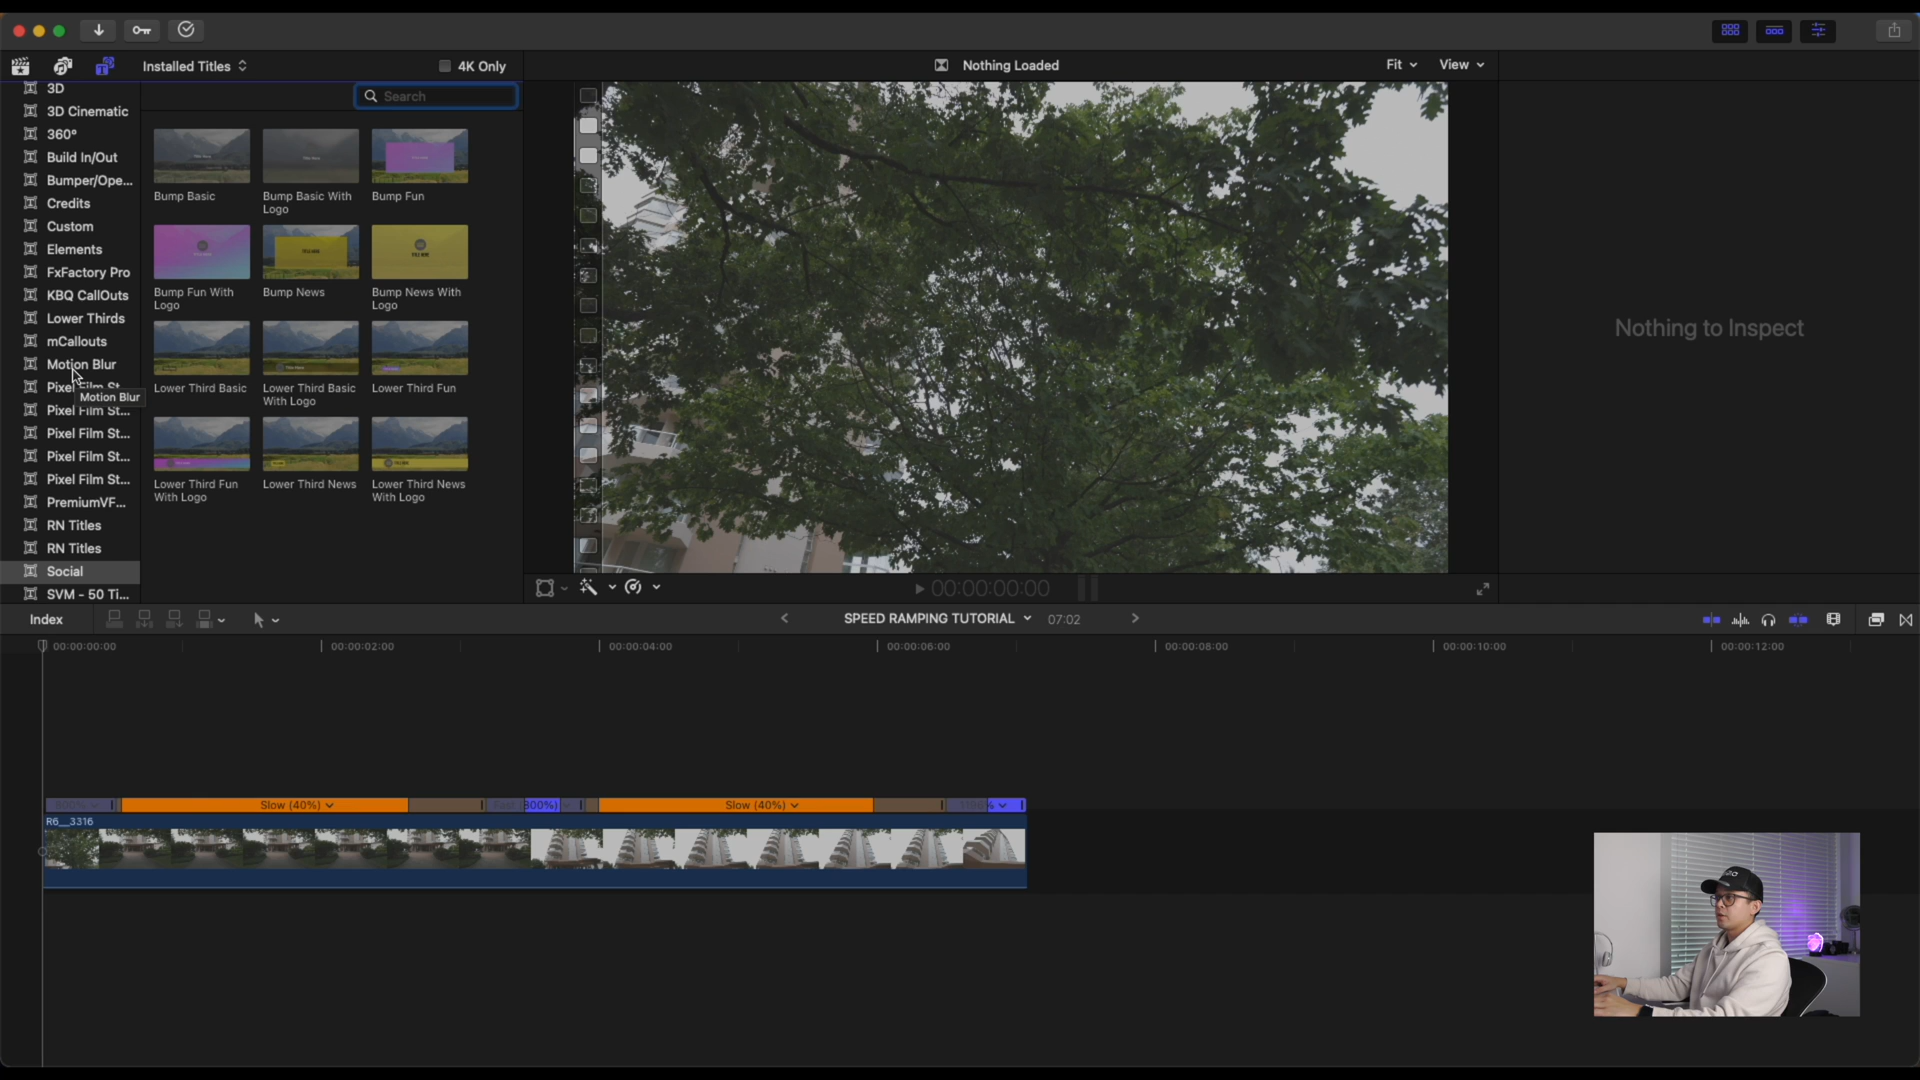 Installed Titles
4K Only
Nothing Loaded
Fit
View
3D
3D Cinematic
360°
Build In/Out
Bumper/Ope...
Credits
Custom
Elements
FxFactory Pro
KBQ CallOuts
Lower Thirds
mCallouts
Motion Blur
Pixel Film St...
Motion Blur
Pixel Film St...
Pixel Film St...
Pixel Film St...
Pixel Film St...
PremiumVF...
RN Titles
RN Titles
Social
SVM - 50 Ti...
Search
Bump Basic
Bump Basic With
Logo
Bump Fun
Bump Fun With
Logo
Bump News
Bump News With
Logo
Lower Third Basic
Lower Third Basic
With Logo
Lower Third Fun
Lower Third Fun
With Logo
Lower Third News
Lower Third News
With Logo
Nothing to Inspect
00:00:00:00
Index
SPEED RAMPING TUTORIAL
07:02
00:00:00:00
00:00:02:00
00:00:04:00
00:00:06:00
00:00:08:00
00:00:10:00
00:00:12:00
Slow (40%)
Fast
800%)
Slow (40%)
R6__3316